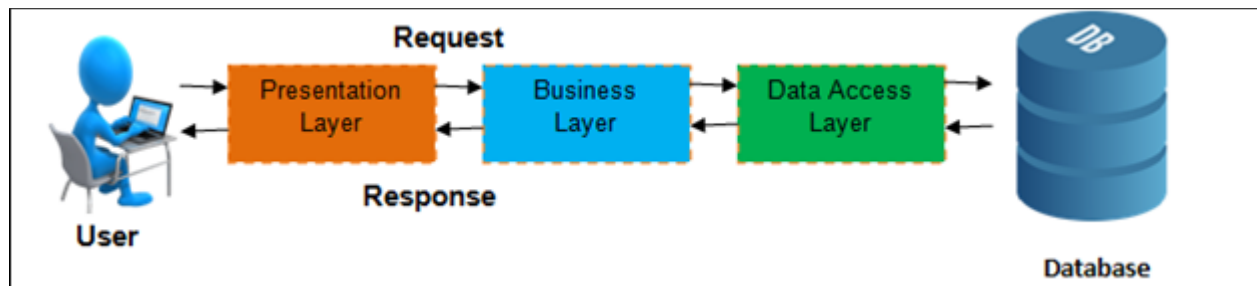 Request
DB
Presentation
Layer
Business
Layer
Data Access
Layer
Response
User
Database